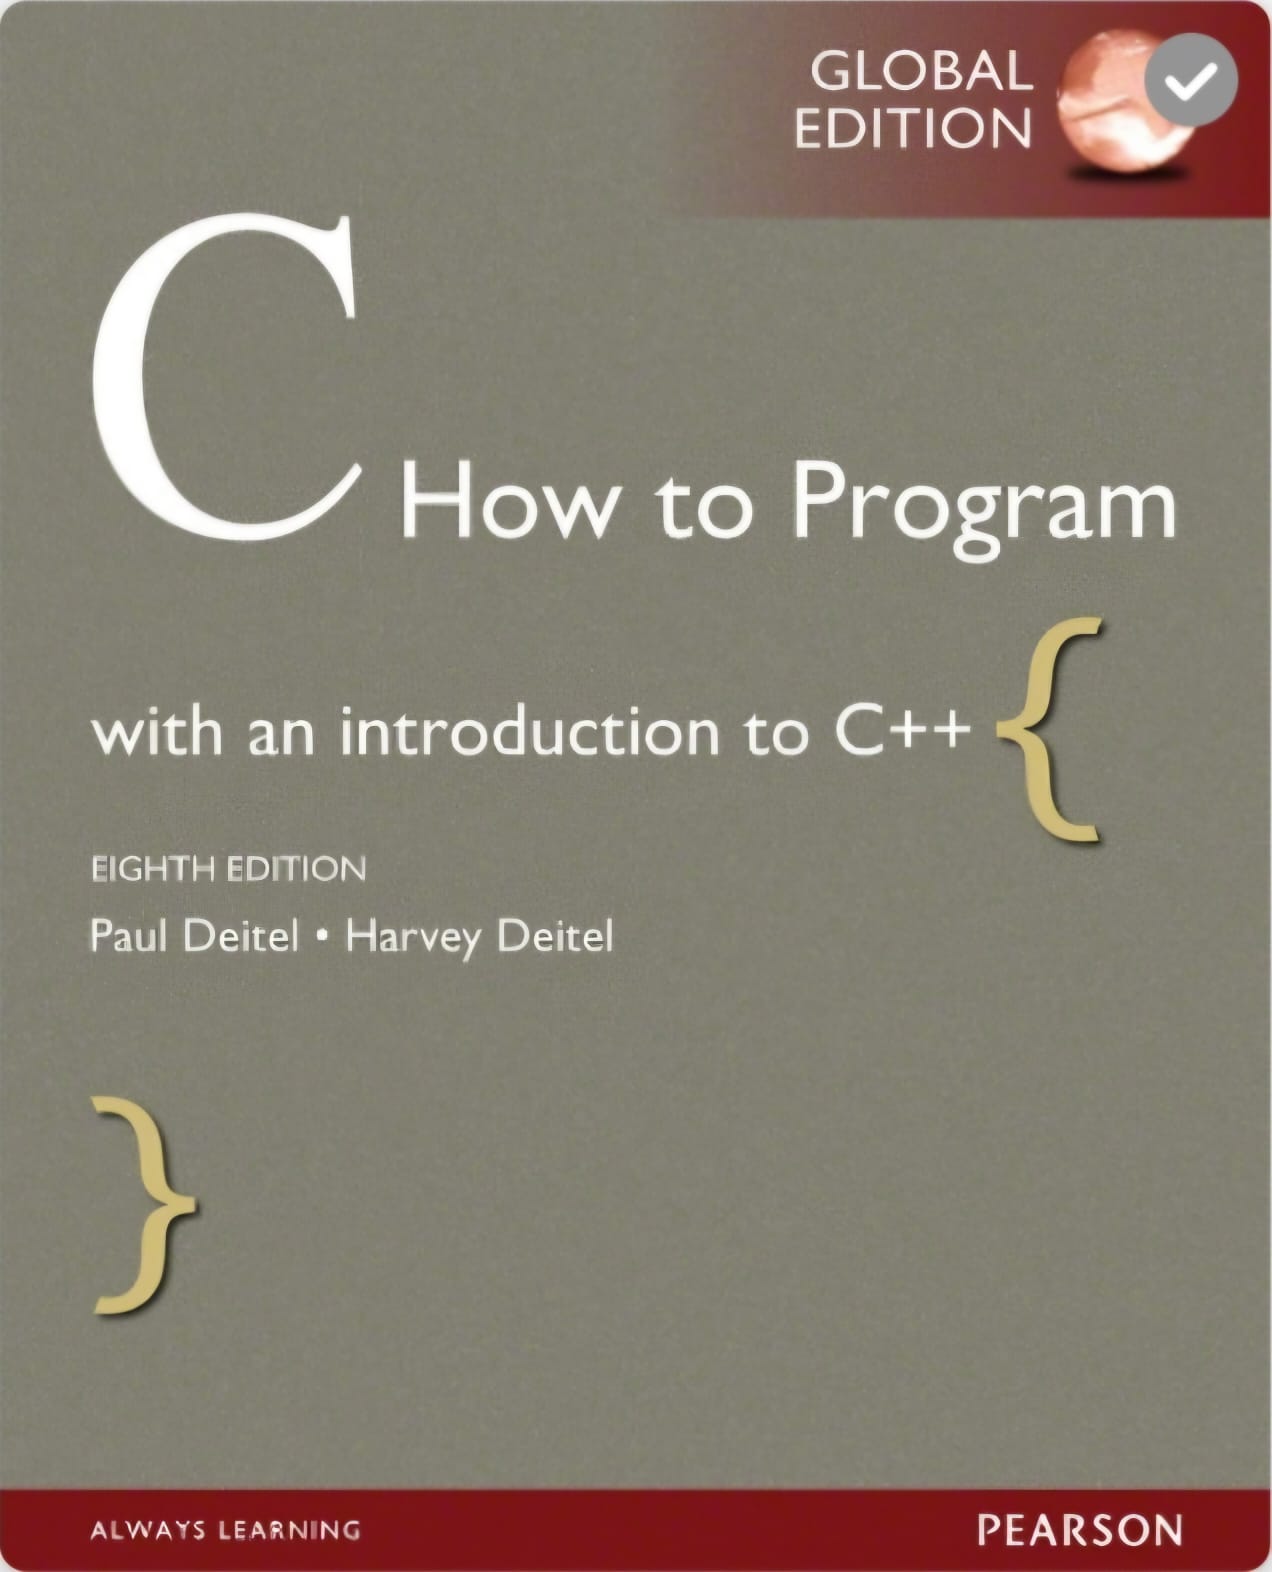 GLOBAL
EDITION
C How to Program
with an introduction to C++ {
EIGHTH EDITION
Paul Deitel • Harvey Deitel
}
ALWAYS LEARNING
PEARSON